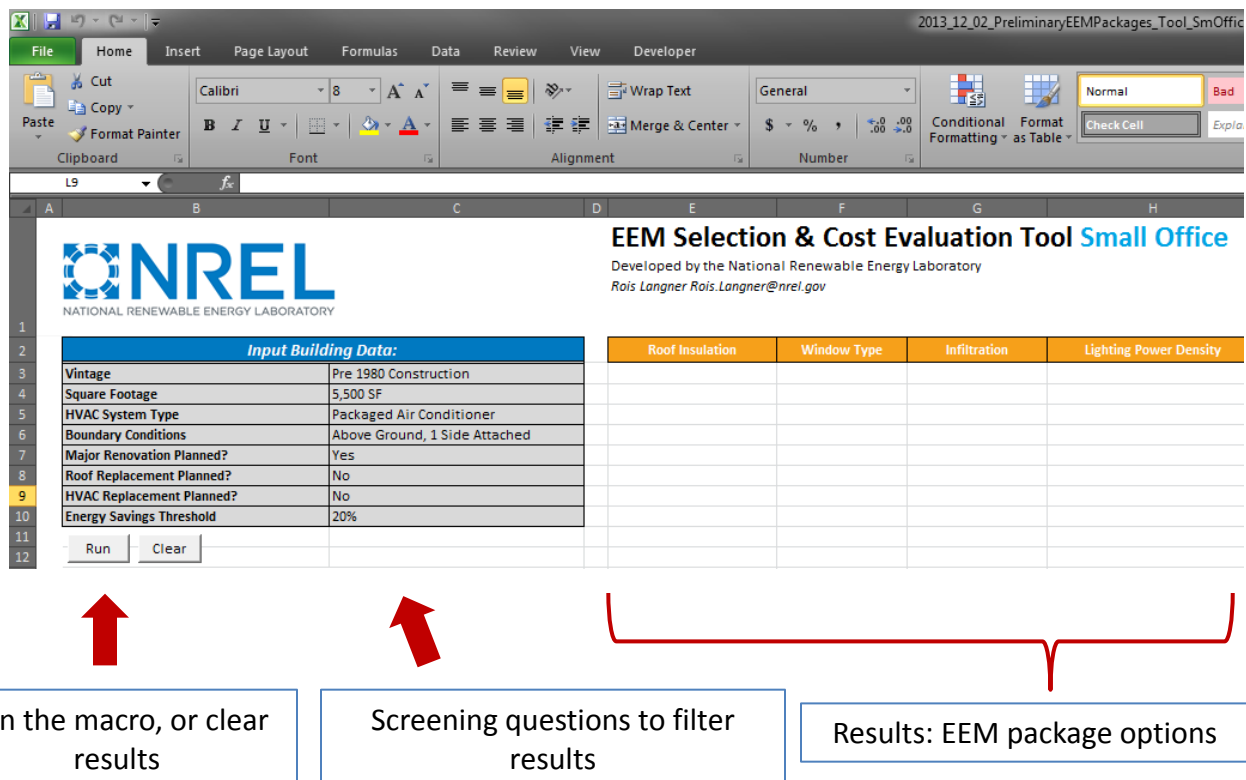 2013_12_02_PreliminaryEEMPackages_Tool_SmOffic
File Home Insert Page Layout Formulas Data Review View Developer
Paste
Cut
Copy
Format Painter
Clipboard
Calibri 8 A A
B I U A
Font
Wrap Text
Merge & Center
Alignment
General
$ % , .0 .00 .00 .0
Number
Conditional Formatting
Format as Table
Normal Bad
Check Cell
L9 fx
A B C D E F G H
1
NREL
NATIONAL RENEWABLE ENERGY LABORATORY
EEM Selection & Cost Evaluation Tool Small Office
Developed by the National Renewable Energy Laboratory
Rois Langner Rois.Langner@nrel.gov
2 Input Building Data: Roof Insulation Window Type Infiltration Lighting Power Density
3 Vintage Pre 1980 Construction
4 Square Footage 5,500 SF
5 HVAC System Type Packaged Air Conditioner
6 Boundary Conditions Above Ground, 1 Side Attached
7 Major Renovation Planned? Yes
8 Roof Replacement Planned? No
9 HVAC Replacement Planned? No
10 Energy Savings Threshold 20%
11
12
Run Clear
n the macro, or clear
results
Screening questions to filter
results
Results: EEM package options